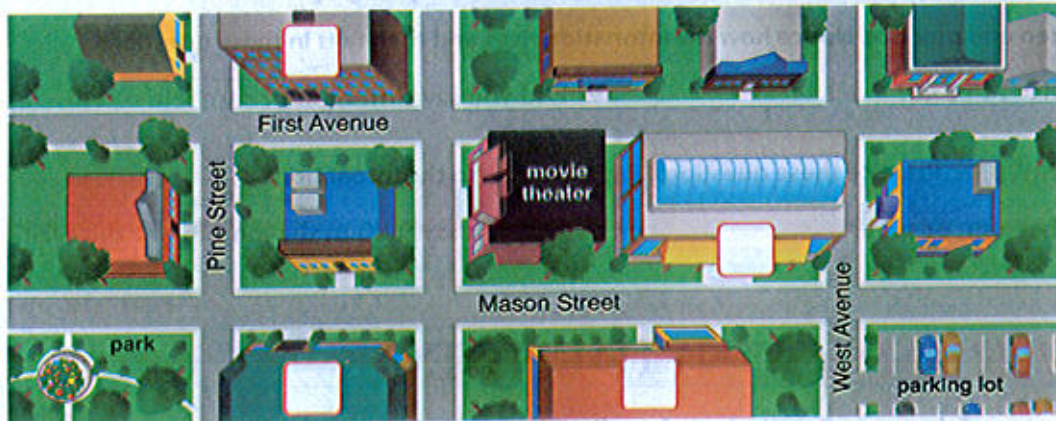 First Avenue
movie
theater
Pine Street
Mason Street
West Avenue
park
parking lot